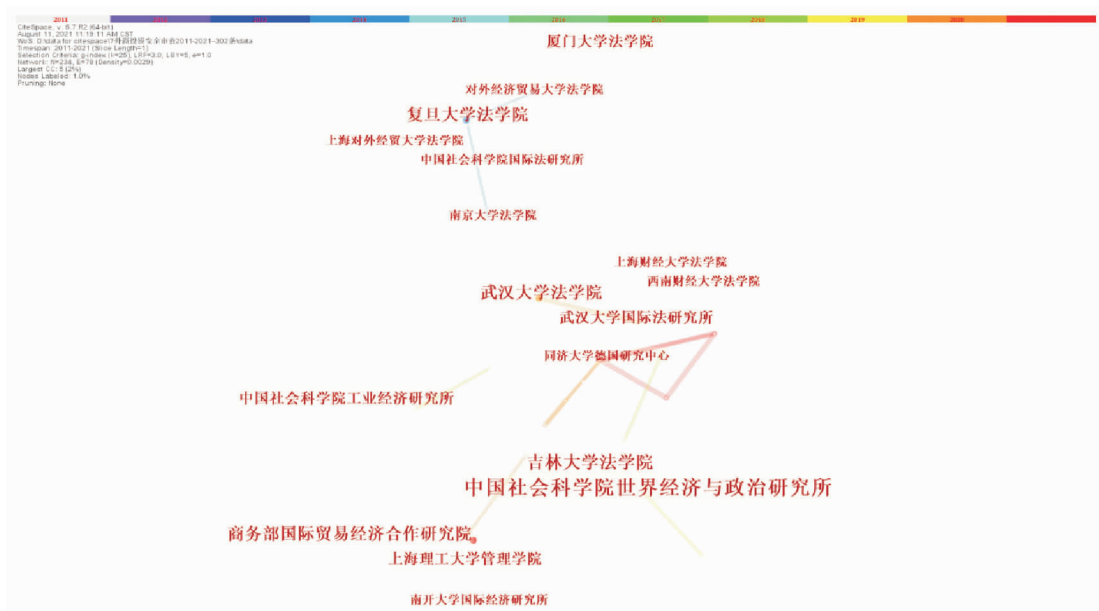 2011 2015 2016 2017 2018 2019 2020
CiteSpace, v. 5.7.R2 (64-bit)
August 11, 2021 11:19:11 AM CST
Timespan: 2011-2021 (Slice Length=1)
Selection Criteria: g-index (k=25), LRF=3.0, LBY=5, e=1.0
Network: N=238, E=78 (Density=0.0029)
Largest CC: 5 (2%)
Nodes Labeled: 1.0%
Pruning: None
厦门大学法学院
对外经济贸易大学法学院
复旦大学法学院
上海对外经贸大学法学院
中国社会科学院国际法研究所
南京大学法学院
上海财经大学法学院
西南财经大学法学院
武汉大学法学院
武汉大学国际法研究所
同济大学德国研究中心
中国社会科学院工业经济研究所
吉林大学法学院
中国社会科学院世界经济与政治研究所
商务部国际贸易经济合作研究院
上海理工大学管理学院
南开大学国际经济研究所